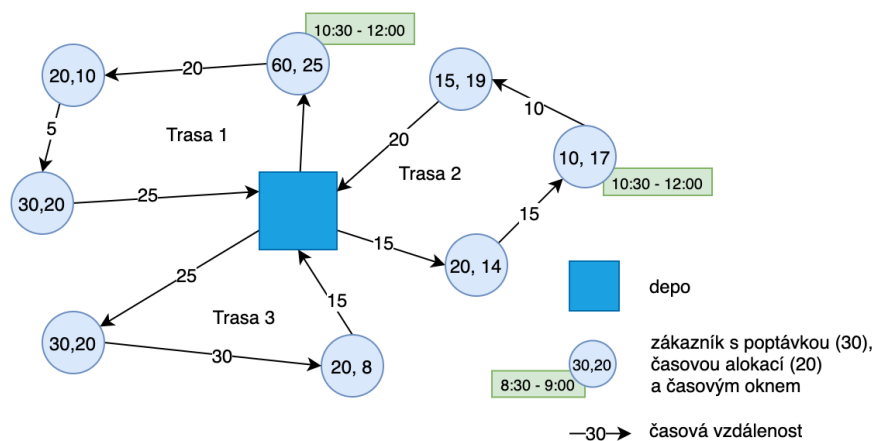 10:30 - 12:00
60, 25
20
20,10
5
Trasa 1
30,20
25
15, 19
10
20
Trasa 2
10, 17
10:30 - 12:00
15
15
20, 14
25
Trasa 3
15
30,20
30
20, 8
depo
zákazník s poptávkou (30),
30,20
časovou alokací (20)
8:30 - 9:00
a časovým oknem
30
časová vzdálenost